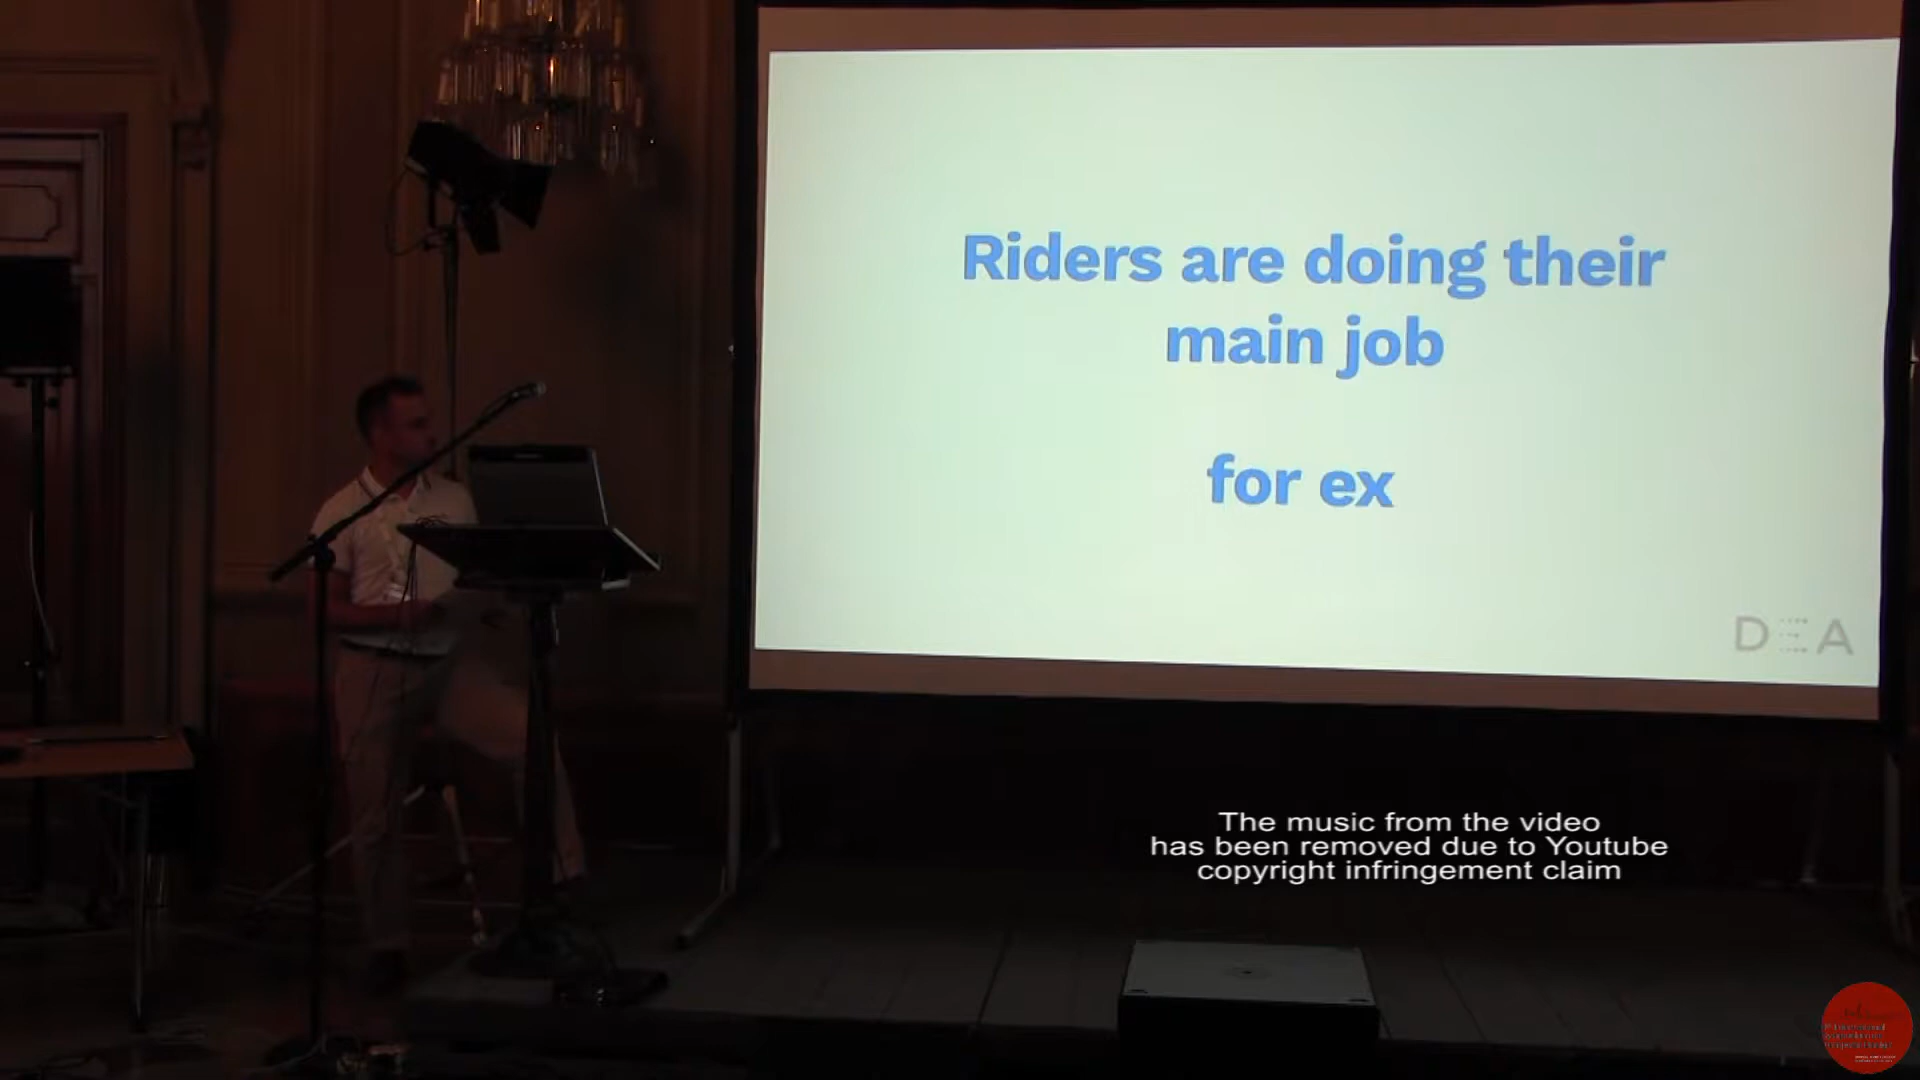 Riders are doing their
main job
for ex
DEA
The music from the video
has been removed due to Youtube
copyright infringement claim